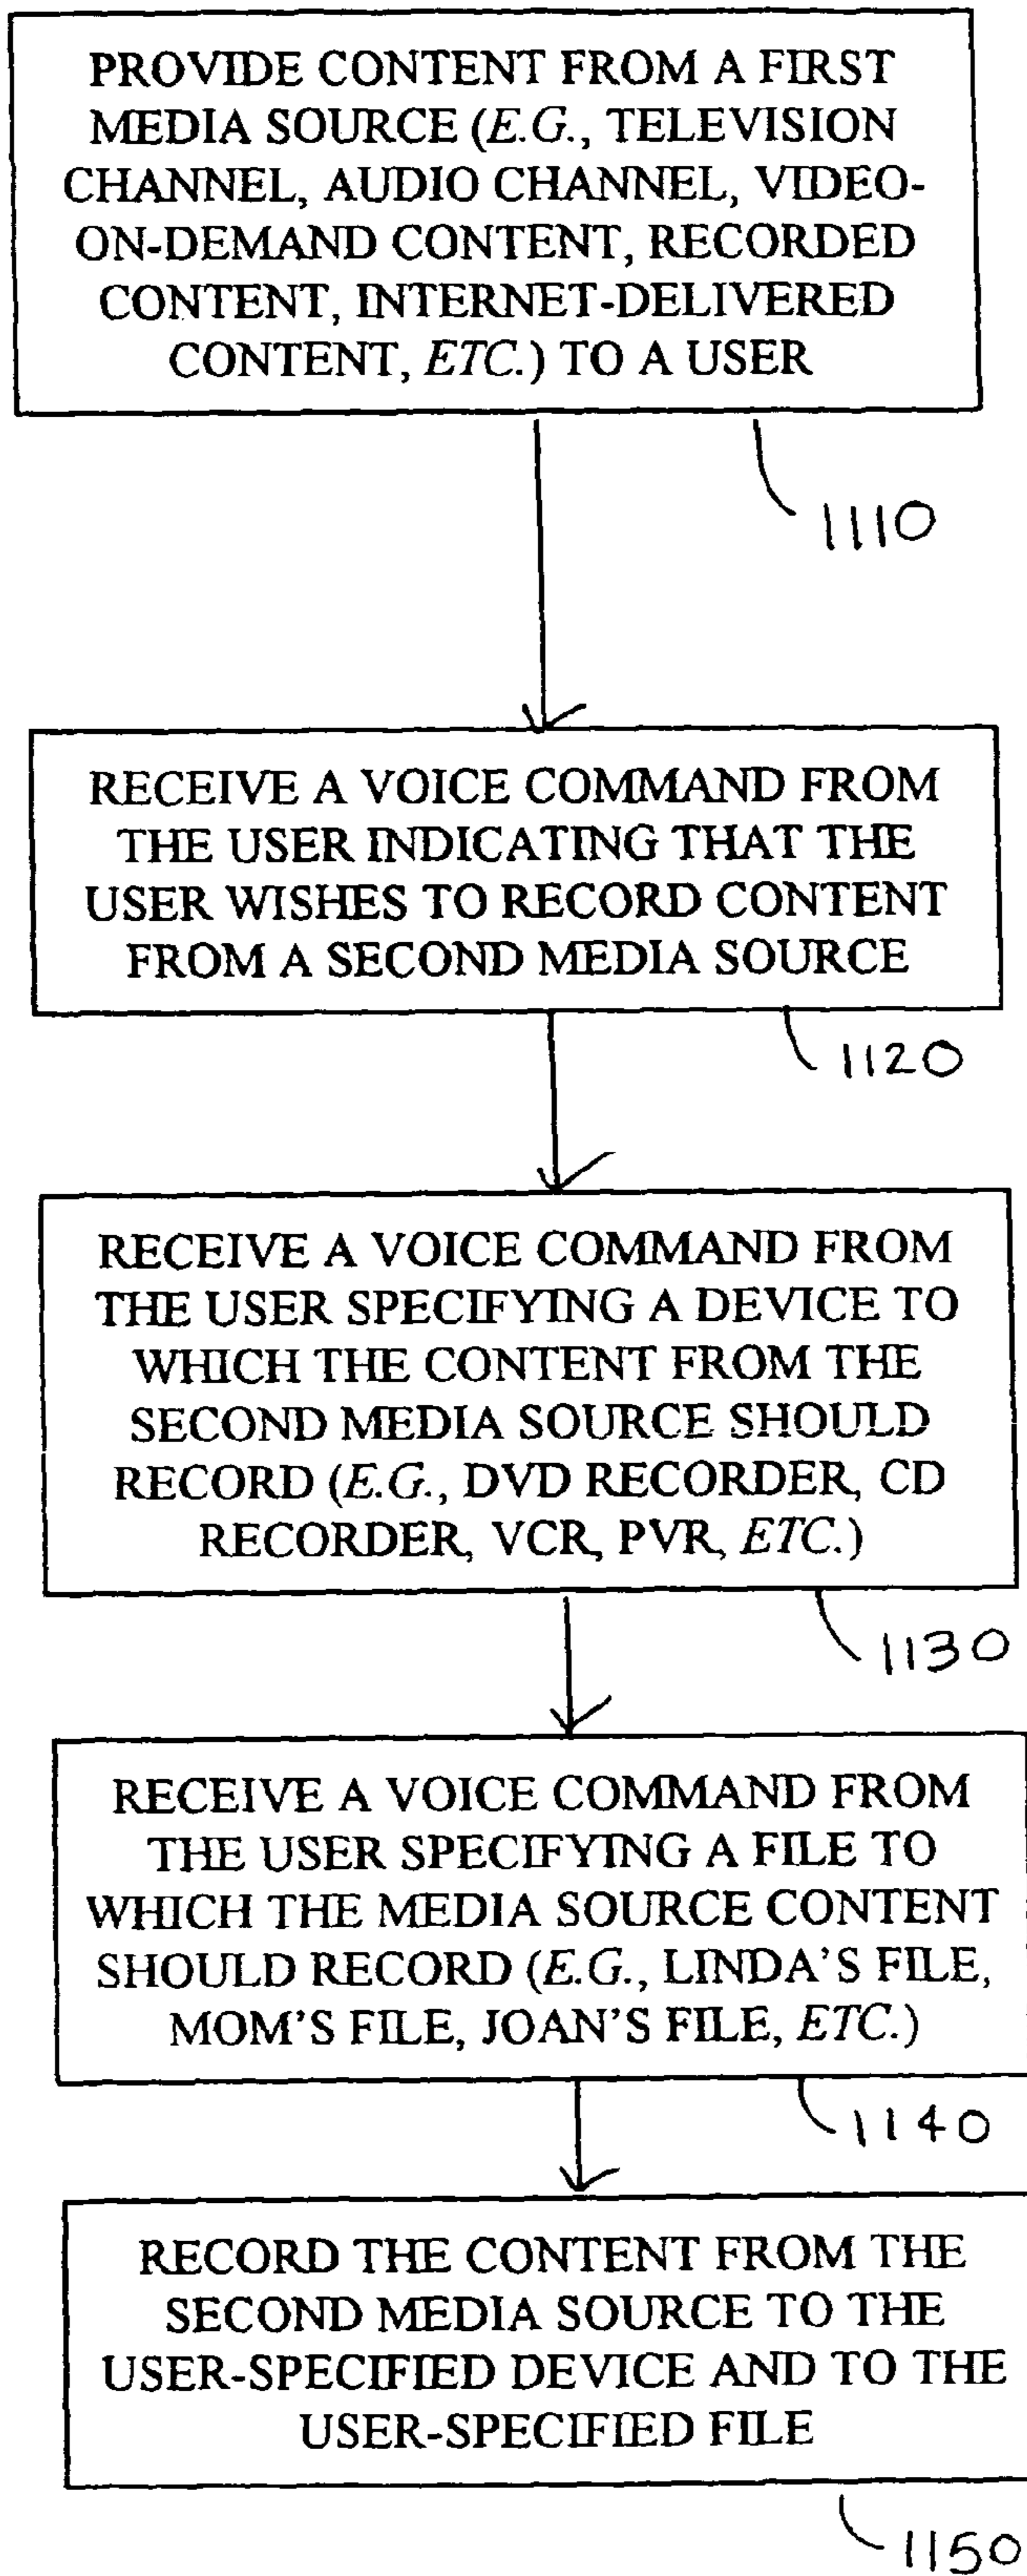 PROVIDE CONTENT FROM A FIRST
MEDIA SOURCE (E.G., TELEVISION
CHANNEL, AUDIO CHANNEL, VIDEO-
ON-DEMAND CONTENT, RECORDED
CONTENT, INTERNET-DELIVERED
CONTENT, ETC.) TO A USER
1110
RECEIVE A VOICE COMMAND FROM
THE USER INDICATING THAT THE
USER WISHES TO RECORD CONTENT
FROM A SECOND MEDIA SOURCE
1120
RECEIVE A VOICE COMMAND FROM
THE USER SPECIFYING A DEVICE TO
WHICH THE CONTENT FROM THE
SECOND MEDIA SOURCE SHOULD
RECORD (E.G., DVD RECORDER, CD
RECORDER, VCR, PVR, ETC.)
1130
RECEIVE A VOICE COMMAND FROM
THE USER SPECIFYING A FILE TO
WHICH THE MEDIA SOURCE CONTENT
SHOULD RECORD (E.G., LINDA'S FILE,
MOM'S FILE, JOAN'S FILE, ETC.)
1140
RECORD THE CONTENT FROM THE
SECOND MEDIA SOURCE TO THE
USER-SPECIFIED DEVICE AND TO THE
USER-SPECIFIED FILE
1150